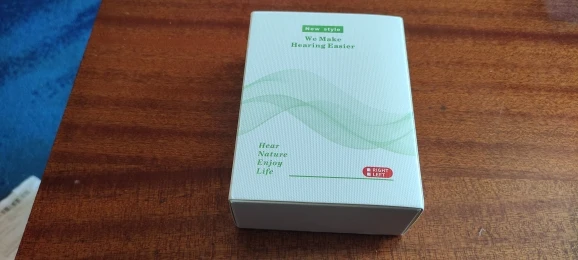 New style
We Make
Hearing Easier
Hear
Nature
Enjoy
Life
RIGHT
LEFT